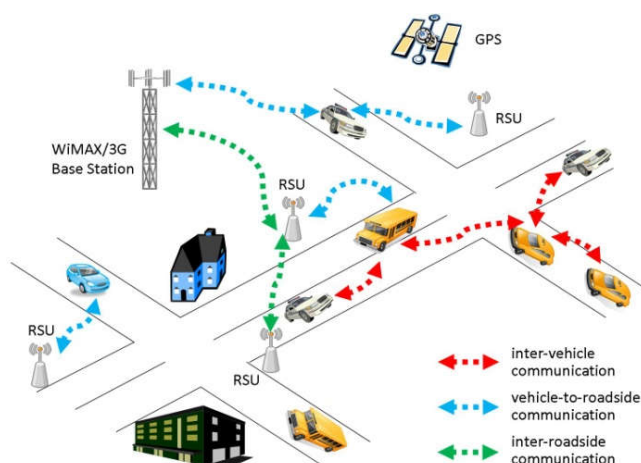 GPS
RSU
WiMAX/3G
Base Station
RSU
RSU
RSU
inter-vehicle
communication
vehicle-to-roadside
communication
inter-roadside
communication